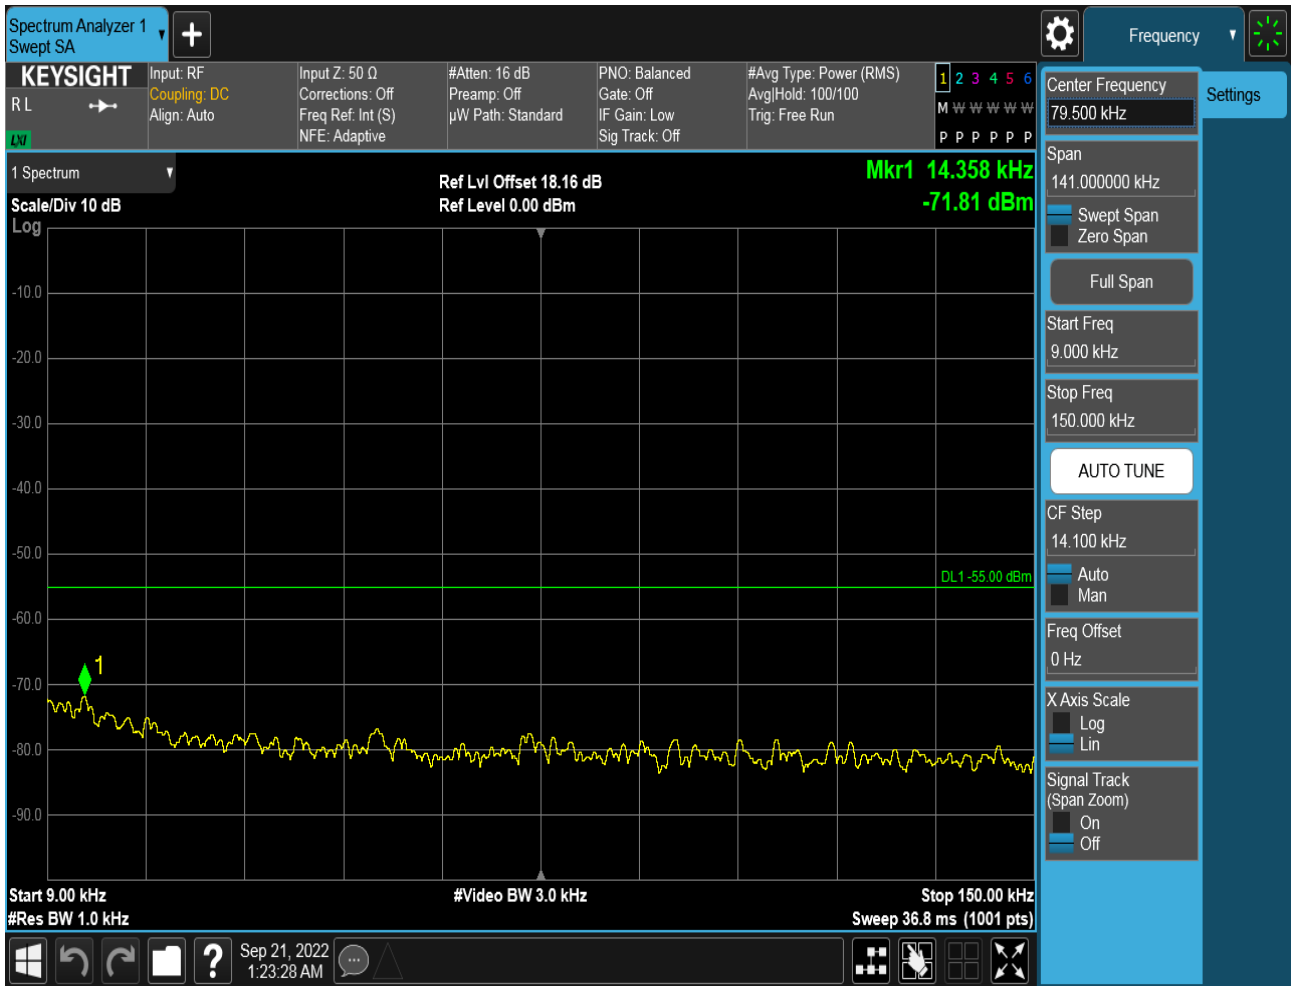 Spectrum Analyzer 1
Swept SA
Frequency
KEYSIGHT
R L
LXI
Input: RF
Coupling: DC
Align: Auto
Input Z: 50 Ω
Corrections: Off
Freq Ref: Int (S)
NFE: Adaptive
#Atten: 16 dB
Preamp: Off
µW Path: Standard
PNO: Balanced
Gate: Off
IF Gain: Low
Sig Track: Off
#Avg Type: Power (RMS)
Avg|Hold: 100/100
Trig: Free Run
1 2 3 4 5 6
M W W W W W
P P P P P P
1 Spectrum
Scale/Div 10 dB
Log
Ref Lvl Offset 18.16 dB
Ref Level 0.00 dBm
Mkr1 14.358 kHz
-71.81 dBm
-10.0
-20.0
-30.0
-40.0
-50.0
DL1 -55.00 dBm
-60.0
1
-70.0
-80.0
-90.0
Start 9.00 kHz
#Res BW 1.0 kHz
#Video BW 3.0 kHz
Stop 150.00 kHz
Sweep 36.8 ms (1001 pts)
?
Sep 21, 2022
1:23:28 AM
Center Frequency
79.500 kHz
Settings
Span
141.000000 kHz
Swept Span
Zero Span
Full Span
Start Freq
9.000 kHz
Stop Freq
150.000 kHz
AUTO TUNE
CF Step
14.100 kHz
Auto
Man
Freq Offset
0 Hz
X Axis Scale
Log
Lin
Signal Track
(Span Zoom)
On
Off